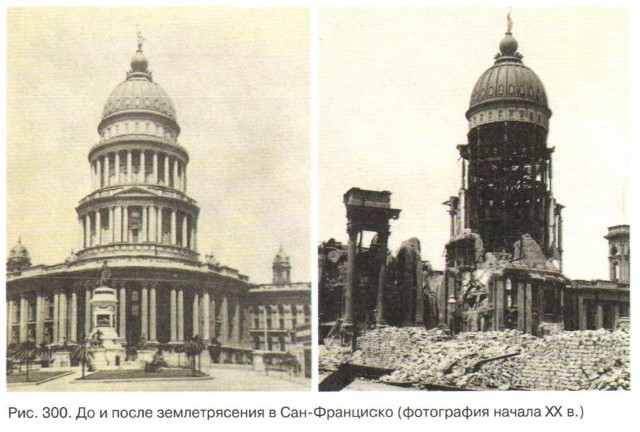 Рис. 300. До и после землетрясения в Сан-Франциско (фотография начала XX в.)